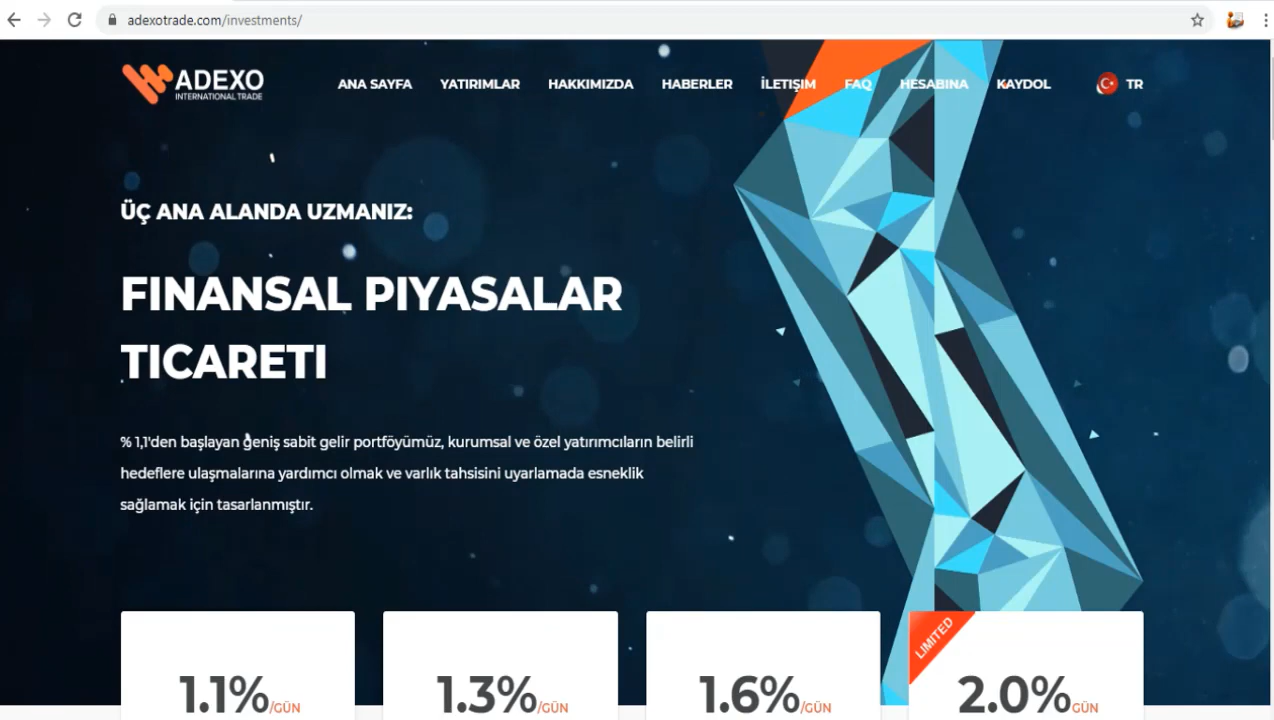 adexotrade.com/investments/
ADEXO
INTERNATIONAL TRADE
ANA SAYFA YATIRIMLAR HAKKIMIZDA HABERLER İLETIŞIM FAQ HESABINA KAYDOL TR
ÜÇ ANA ALANDA UZMANIZ:
FINANSAL PIYASALAR
TICARETI
% 1,1'den başlayan geniş sabit gelir portföyümüz, kurumsal ve özel yatırımcıların belirli
hedeflere ulaşmalarına yardımcı olmak ve varlık tahsisini uyarlamada esneklik
sağlamak için tasarlanmıştır.
LIMITED
1.1%/GÜN 1.3%/GÜN 1.6%/GÜN 2.0%/GÜN